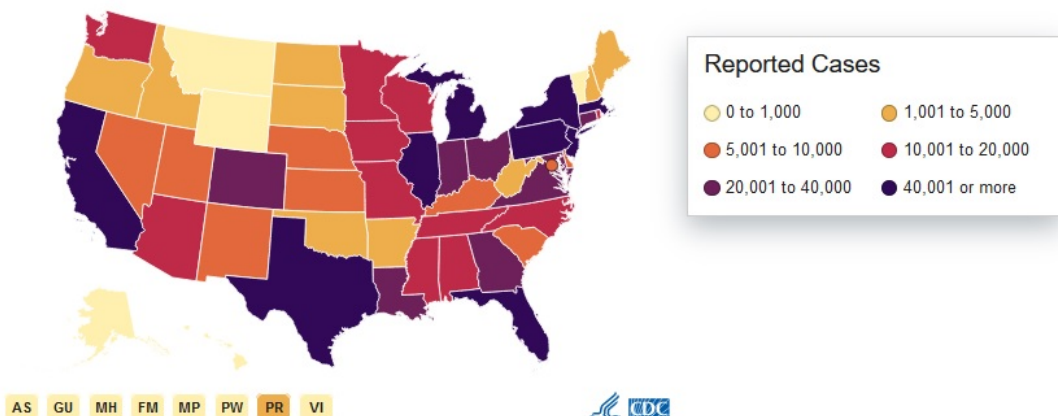 Reported Cases
0 to 1,000 1,001 to 5,000
5,001 to 10,000 10,001 to 20,000
20,001 to 40,000 40,001 or more
AS GU MH FM MP PW PR VI
CDC